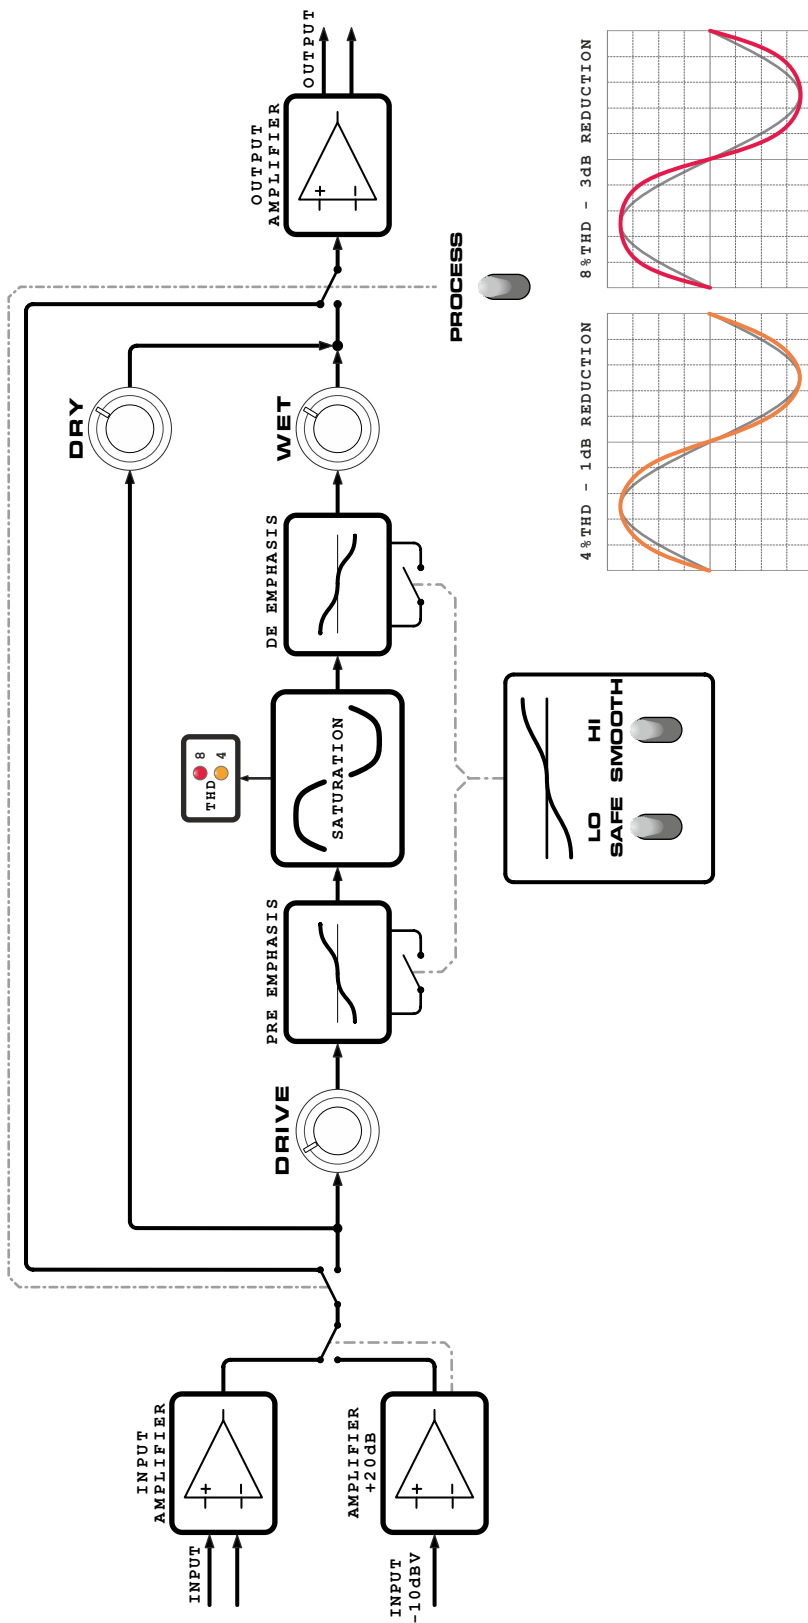 INPUT
INPUT
AMPLIFIER
INPUT
-10dBV
AMPLIFIER
+20dB
DRIVE
PRE EMPHASIS
SATURATION
THD
8
4
DE EMPHASIS
DRY
WET
OUTPUT
AMPLIFIER
OUTPUT
PROCESS
LO
SAFE
HI
SMOOTH
4%THD - 1dB REDUCTION
8%THD - 3dB REDUCTION
+
-
+
-
+
-